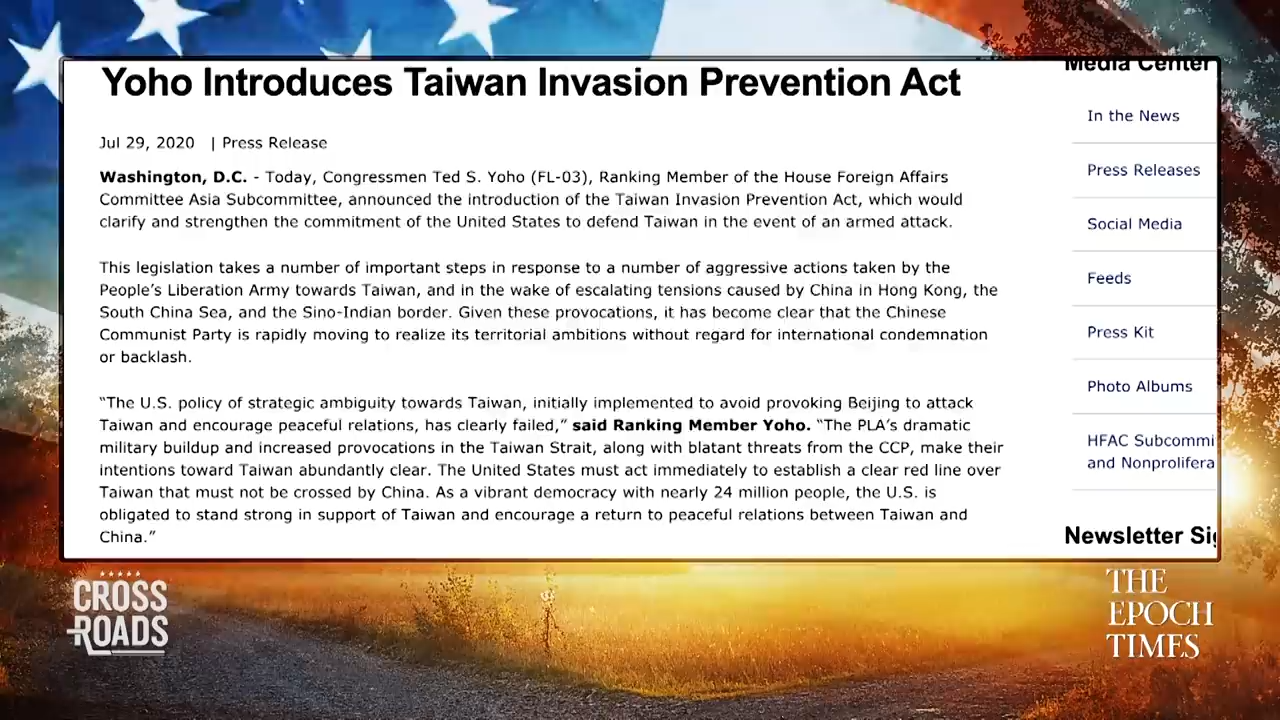 Yoho Introduces Taiwan Invasion Prevention Act
Jul 29, 2020 | Press Release
Washington, D.C. - Today, Congressmen Ted S. Yoho (FL-03), Ranking Member of the House Foreign Affairs
Committee Asia Subcommittee, announced the introduction of the Taiwan Invasion Prevention Act, which would
clarify and strengthen the commitment of the United States to defend Taiwan in the event of an armed attack.
This legislation takes a number of important steps in response to a number of aggressive actions taken by the
People’s Liberation Army towards Taiwan, and in the wake of escalating tensions caused by China in Hong Kong, the
South China Sea, and the Sino-Indian border. Given these provocations, it has become clear that the Chinese
Communist Party is rapidly moving to realize its territorial ambitions without regard for international condemnation
or backlash.
“The U.S. policy of strategic ambiguity towards Taiwan, initially implemented to avoid provoking Beijing to attack
Taiwan and encourage peaceful relations, has clearly failed,” said Ranking Member Yoho. “The PLA’s dramatic
military buildup and increased provocations in the Taiwan Strait, along with blatant threats from the CCP, make their
intentions toward Taiwan abundantly clear. The United States must act immediately to establish a clear red line over
Taiwan that must not be crossed by China. As a vibrant democracy with nearly 24 million people, the U.S. is
obligated to stand strong in support of Taiwan and encourage a return to peaceful relations between Taiwan and
China.”
Media Center
In the News
Press Releases
Social Media
Feeds
Press Kit
Photo Albums
HFAC Subcommi
and Nonprolifera
Newsletter Si
CROSS
ROADS
THE
EPOCH
TIMES